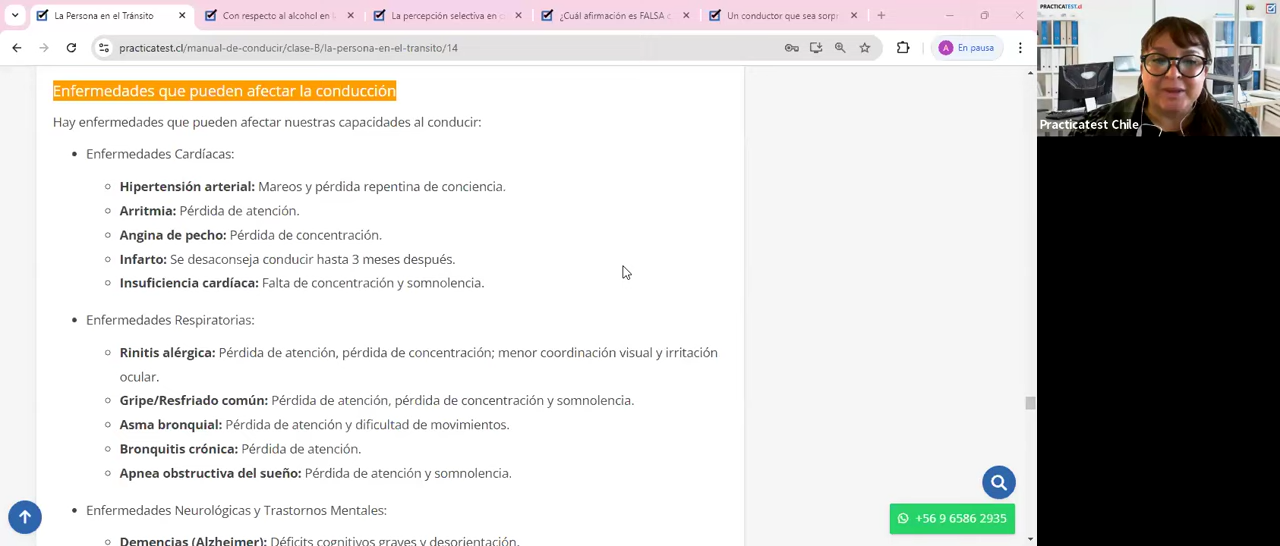 La Persona en el Tránsito
Con respecto al alcohol en l
La percepción selectiva en c
¿Cuál afirmación es FALSA c
Un conductor que sea sorpr
practicatest.cl/manual-de-conducir/clase-B/la-persona-en-el-transito/14
A En pausa
PRACTICATEST.cl
Practicatest Chile
Enfermedades que pueden afectar la conducción
Hay enfermedades que pueden afectar nuestras capacidades al conducir:
Enfermedades Cardíacas:
Hipertensión arterial: Mareos y pérdida repentina de conciencia.
Arritmia: Pérdida de atención.
Angina de pecho: Pérdida de concentración.
Infarto: Se desaconseja conducir hasta 3 meses después.
Insuficiencia cardíaca: Falta de concentración y somnolencia.
Enfermedades Respiratorias:
Rinitis alérgica: Pérdida de atención, pérdida de concentración; menor coordinación visual y irritación
ocular.
Gripe/Resfriado común: Pérdida de atención, pérdida de concentración y somnolencia.
Asma bronquial: Pérdida de atención y dificultad de movimientos.
Bronquitis crónica: Pérdida de atención.
Apnea obstructiva del sueño: Pérdida de atención y somnolencia.
Enfermedades Neurológicas y Trastornos Mentales:
Demencias (Alzheimer): Déficits cognitivos graves y desorientación.
+56 9 6586 2935